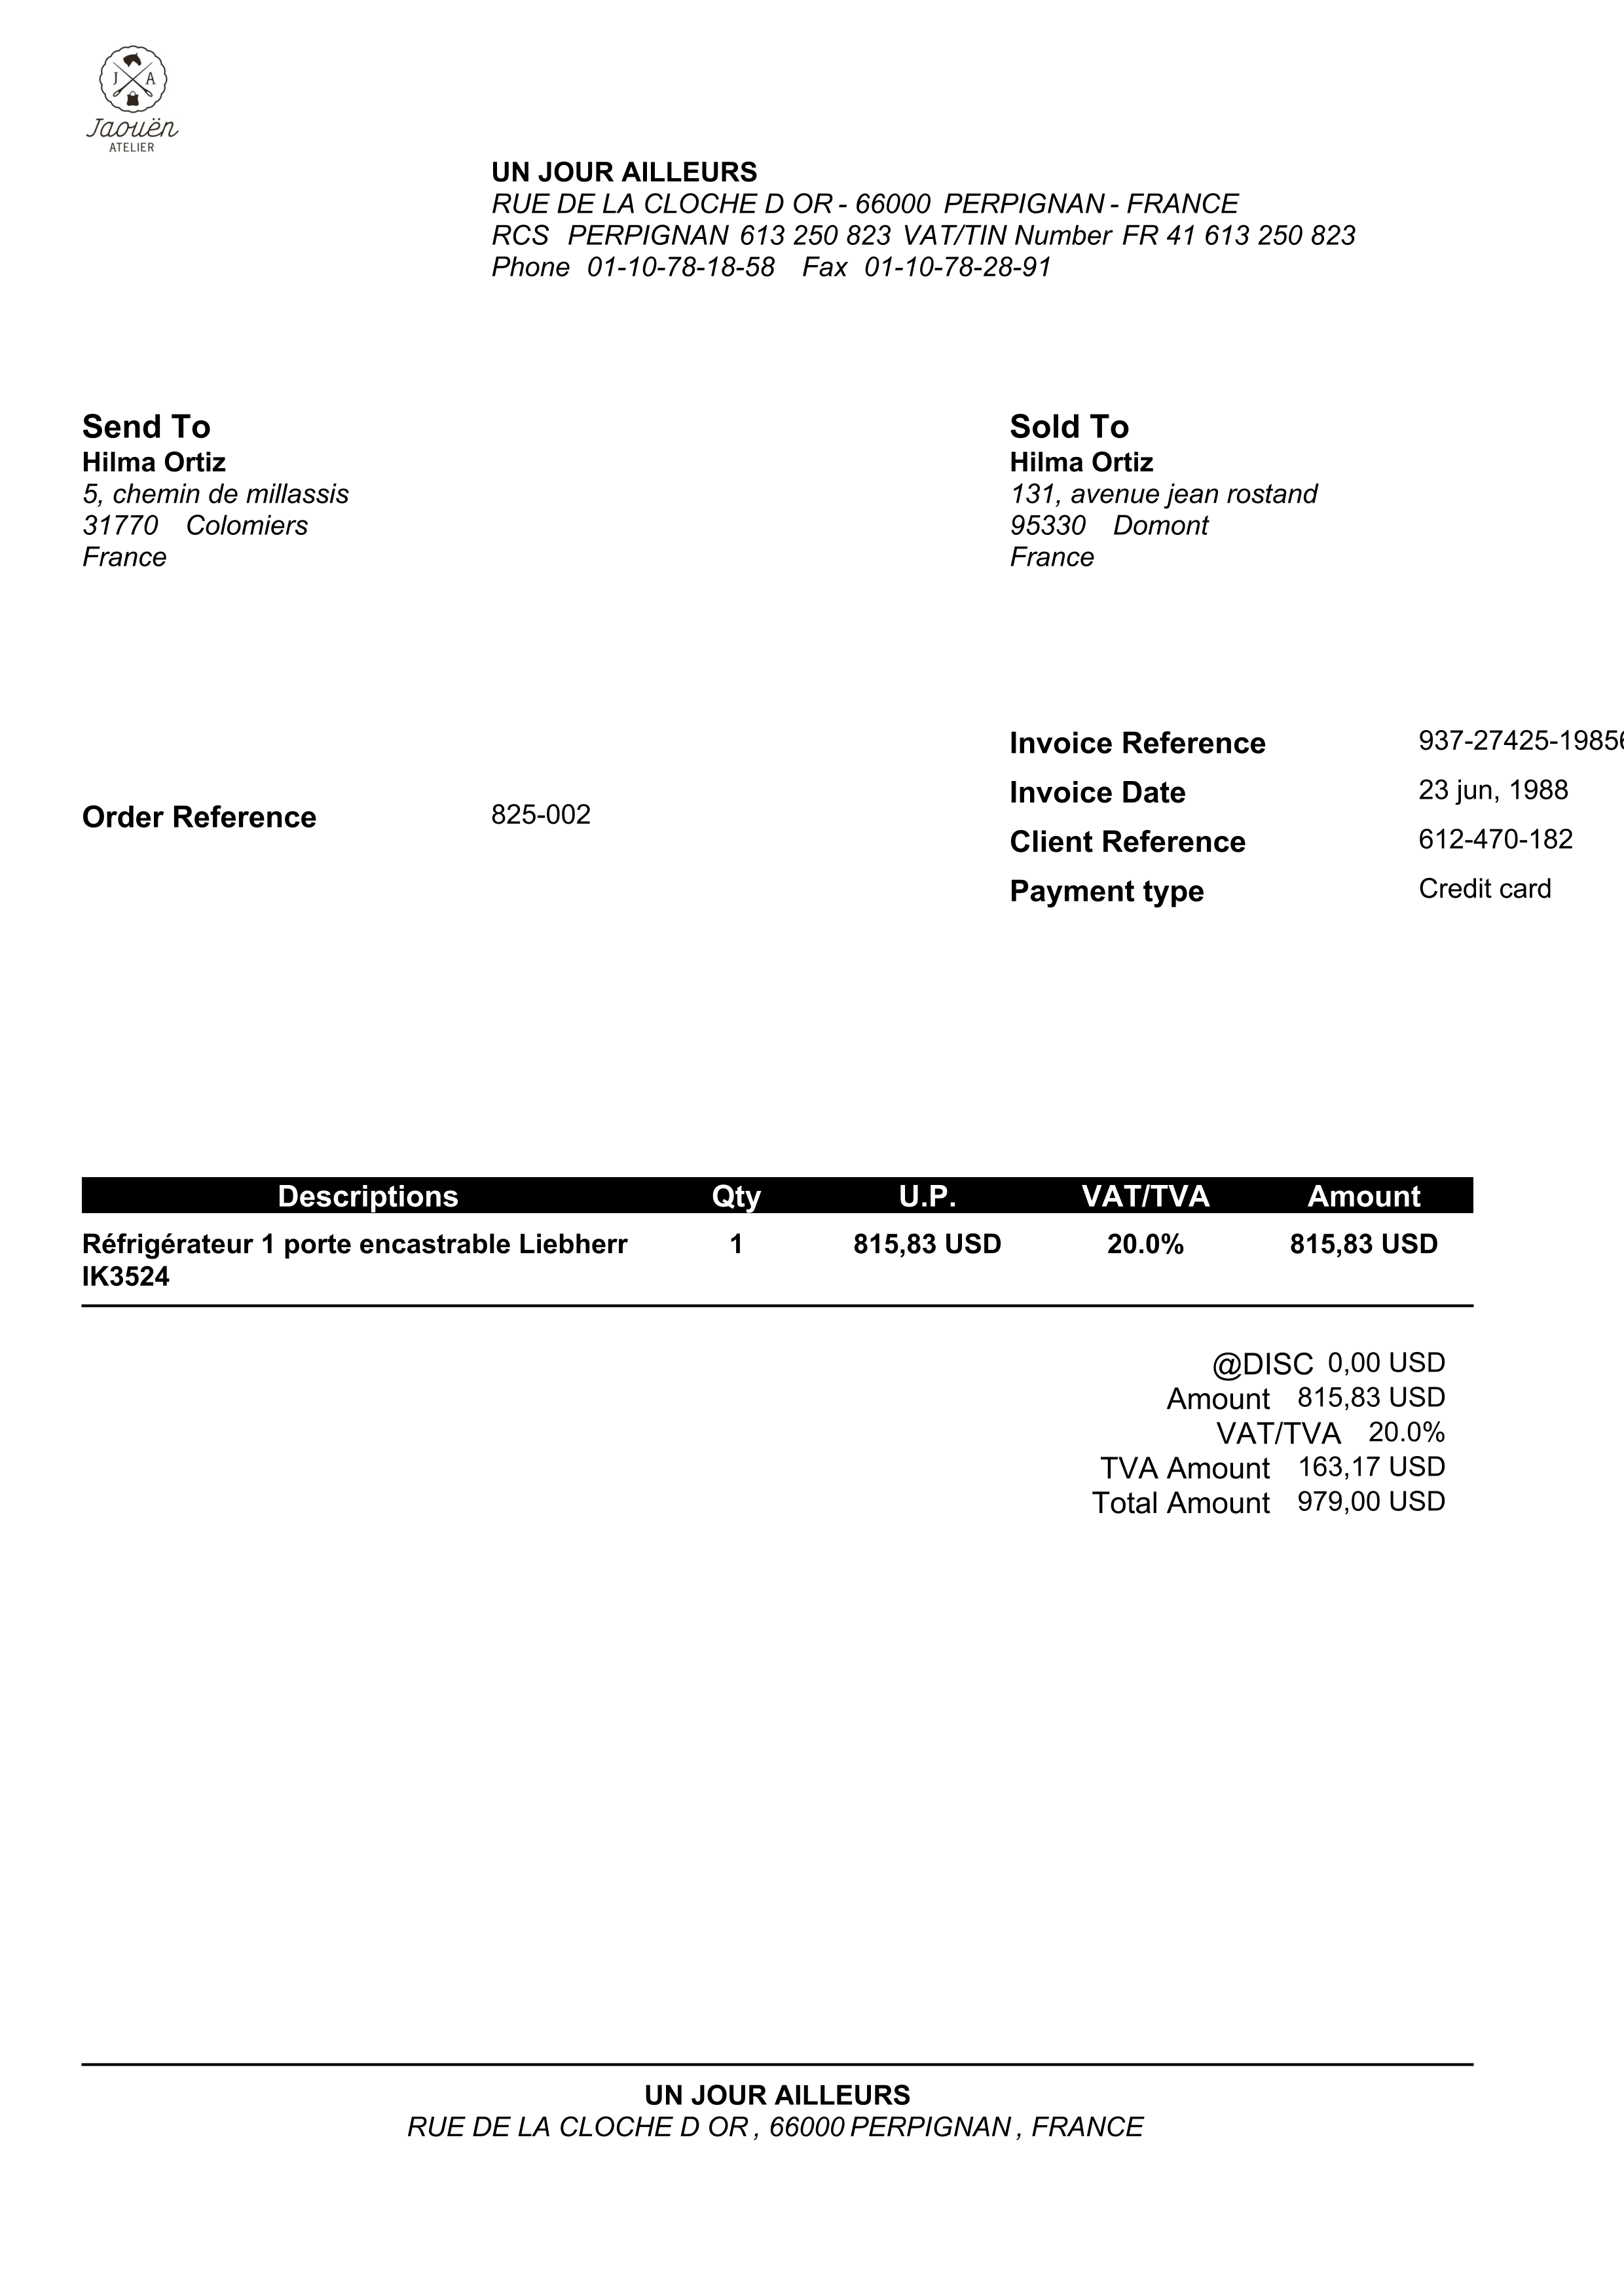 J A
Jaouën
ATELIER
UN JOUR AILLEURS
RUE DE LA CLOCHE D OR - 66000 PERPIGNAN - FRANCE
RCS PERPIGNAN 613 250 823 VAT/TIN Number FR 41 613 250 823
Phone 01-10-78-18-58 Fax 01-10-78-28-91
Send To
Hilma Ortiz
5, chemin de millassis
31770 Colomiers
France
Sold To
Hilma Ortiz
131, avenue jean rostand
95330 Domont
France
Invoice Reference
Invoice Date 23 jun, 1988
Order Reference 825-002
Client Reference 612-470-182
Payment type Credit card
Descriptions Qty U.P. VAT/TVA Amount
Réfrigérateur 1 porte encastrable Liebherr 1 815,83 USD 20.0% 815,83 USD
IK3524
@DISC 0,00 USD
Amount 815,83 USD
VAT/TVA 20.0%
TVA Amount 163,17 USD
Total Amount 979,00 USD
UN JOUR AILLEURS
RUE DE LA CLOCHE D OR , 66000 PERPIGNAN , FRANCE